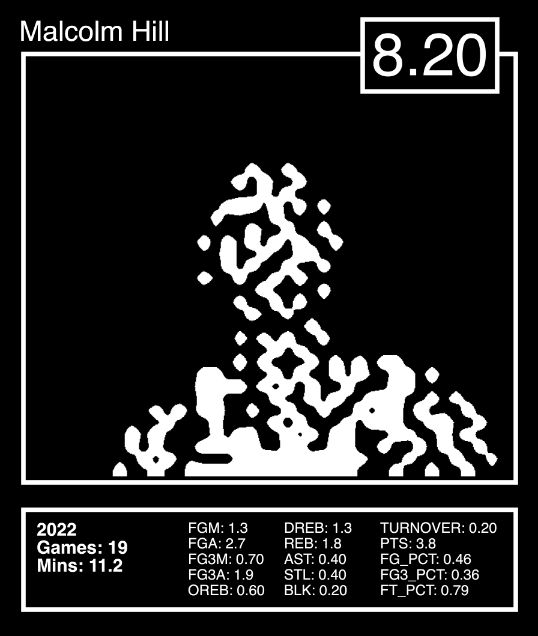 Malcolm Hill
8.20
2022
Games: 19
Mins: 11.2
FGM: 1.3
FGA: 2.7
FG3M: 0.70
FG3A: 1.9
OREB: 0.60
DREB: 1.3
REB: 1.8
AST: 0.40
STL: 0.40
BLK: 0.20
TURNOVER: 0.20
PTS: 3.8
FG_PCT: 0.46
FG3_PCT: 0.36
FT_PCT: 0.79